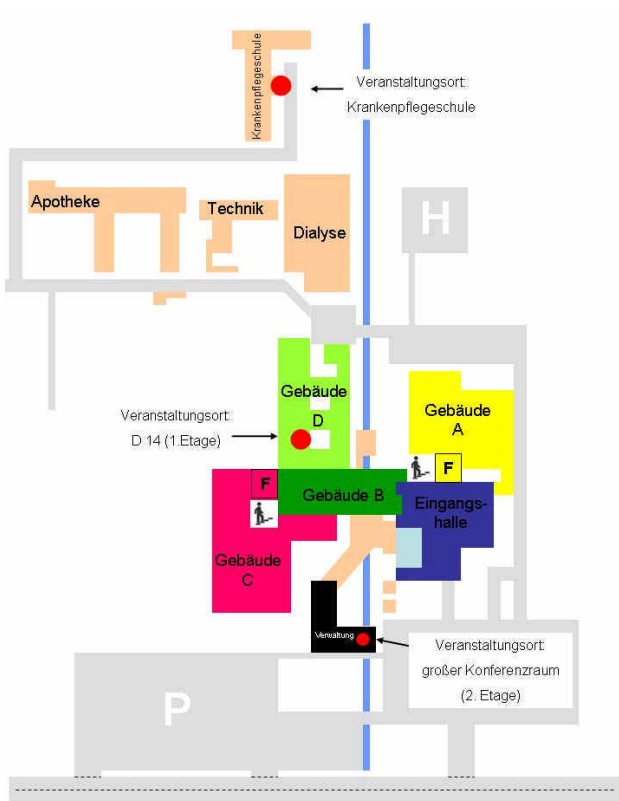 Krankenpflegeschule
Veranstaltungsort:
Krankenpflegeschule
Apotheke
Technik
Dialyse
H
Gebäude
D
Gebäude
A
Veranstaltungsort:
D 14 (1.Etage)
F
F
Gebäude B
Eingangs-
halle
Gebäude
C
Verwaltung
Veranstaltungsort:
großer Konferenzraum
(2. Etage)
P